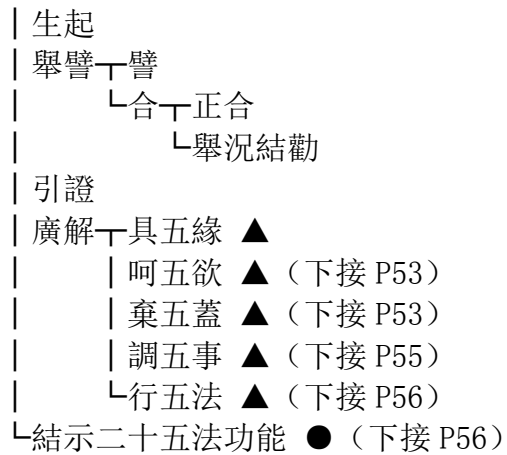 │生起
│舉譬┬譬
│    └合┬正合
│      └舉況結勸
│引證
│廣解┬具五緣 ▲
│  │呵五欲 ▲（下接 P53）
│  │棄五蓋 ▲（下接 P53）
│  │調五事 ▲（下接 P55）
│  └行五法 ▲（下接 P56）
└結示二十五法功能 ●（下接 P56）